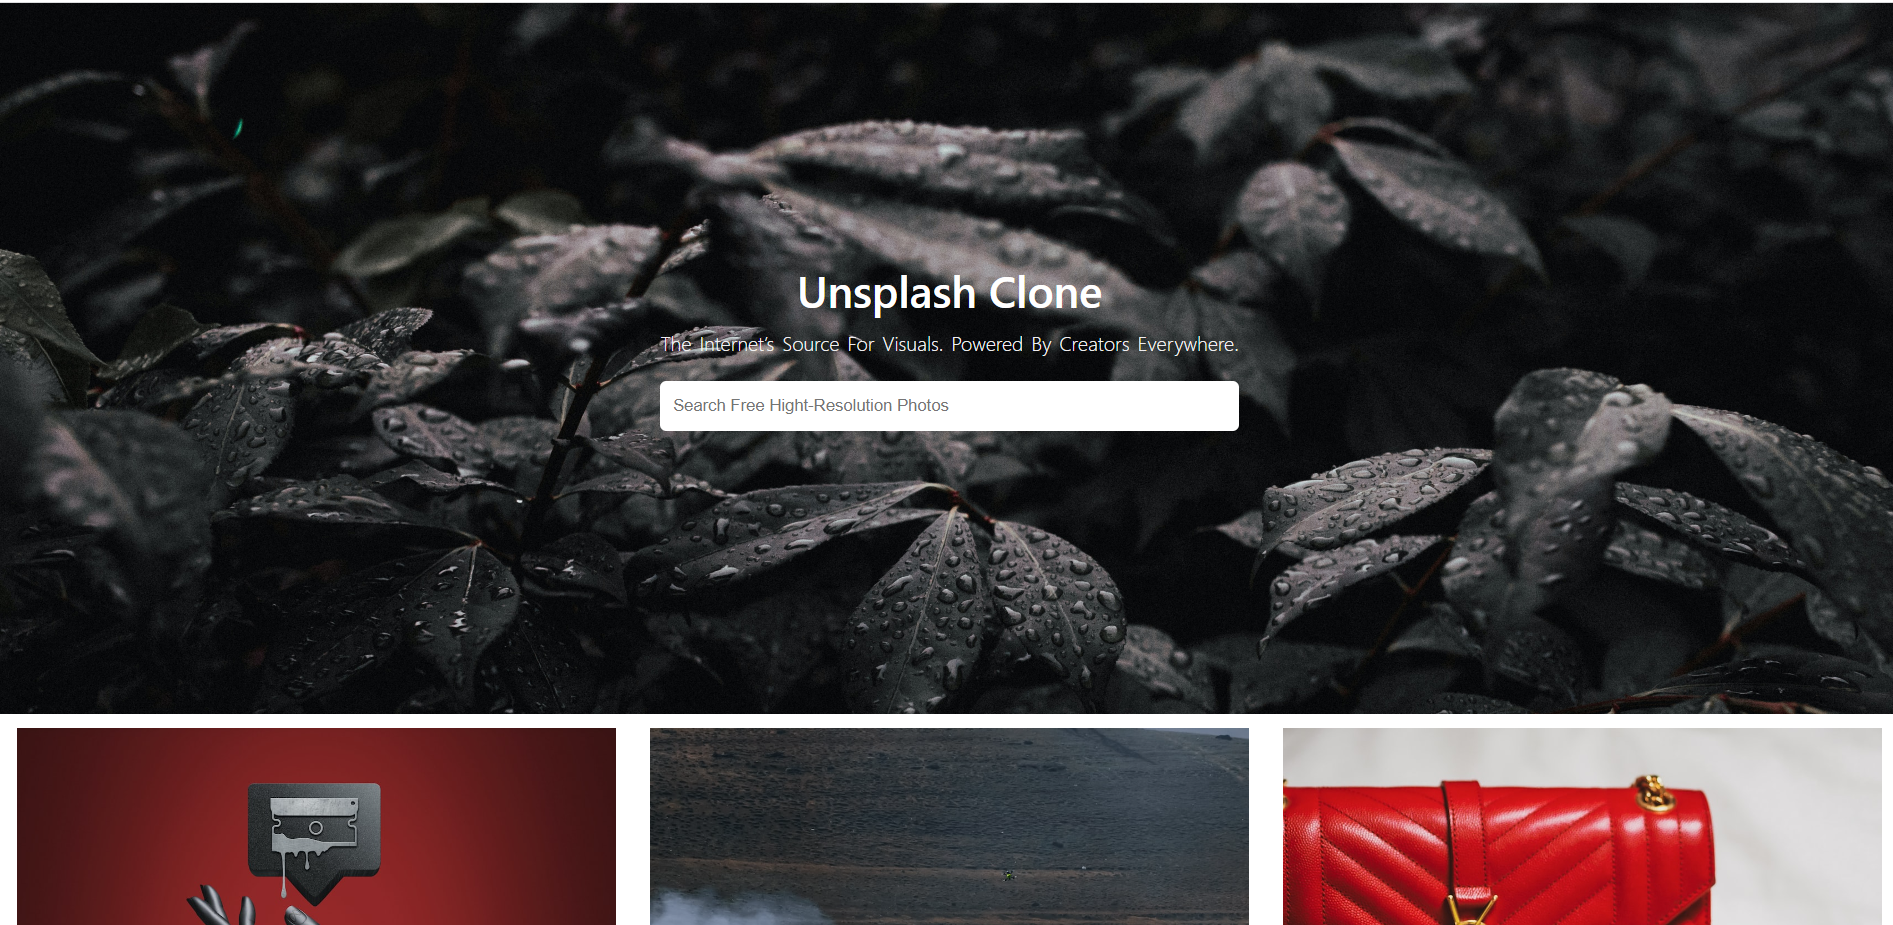 Unsplash Clone
The Internet's Source For Visuals. Powered By Creators Everywhere.
Search Free Hight-Resolution Photos